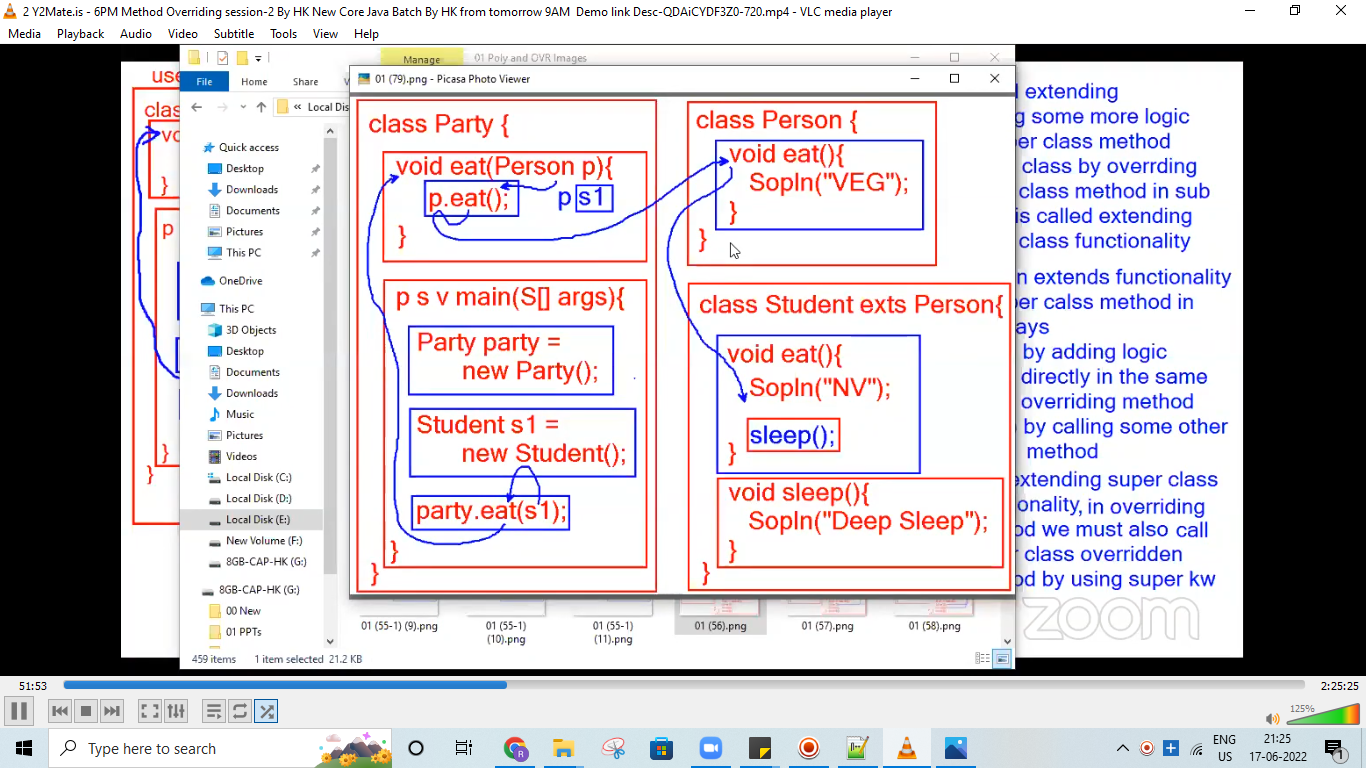 2 Y2Mate.is - 6PM Method Overriding session-2 By HK New Core Java Batch By HK from tomorrow 9AM  Demo link Desc-QDAiCYDF3Z0-720.mp4 - VLC media player
Media Playback Audio Video Subtitle Tools View Help
Manage 01 Poly and OVR Images
File Home Share V
« Local Dis
Quick access
Desktop
Downloads
Documents
Pictures
This PC
OneDrive
This PC
3D Objects
Desktop
Documents
Downloads
Music
Pictures
Videos
Local Disk (C:)
Local Disk (D:)
Local Disk (E:)
New Volume (F:)
8GB-CAP-HK (G:)
8GB-CAP-HK (G:)
00 New
01 PPTs
459 items 1 item selected 21.2 KB
use
clas
vo
}
p
}
}
01 (79).png - Picasa Photo Viewer
class Party {
void eat(Person p){
p.eat(); p s1
}
p s v main(S[] args){
Party party =
new Party();
Student s1 =
new Student();
party.eat(s1);
}
}
class Person {
void eat(){
Sopln("VEG");
}
}
class Student exts Person{
void eat(){
Sopln("NV");
sleep();
}
void sleep(){
Sopln("Deep Sleep");
}
}
01 (55-1) (9).png
01 (55-1) (10).png
01 (55-1) (11).png
01 (56).png
01 (57).png
01 (58).png
extending
some more logic
class method
class by overrding
class method in sub
is called extending
class functionality
extends functionality
calss method in
by adding logic
directly in the same
overriding method
by calling some other
method
extending super class
in overriding
we must also call
class overridden
by using super kw
zoom
51:53 2:25:25
125%
Type here to search
ENG
US
21:25
17-06-2022
1